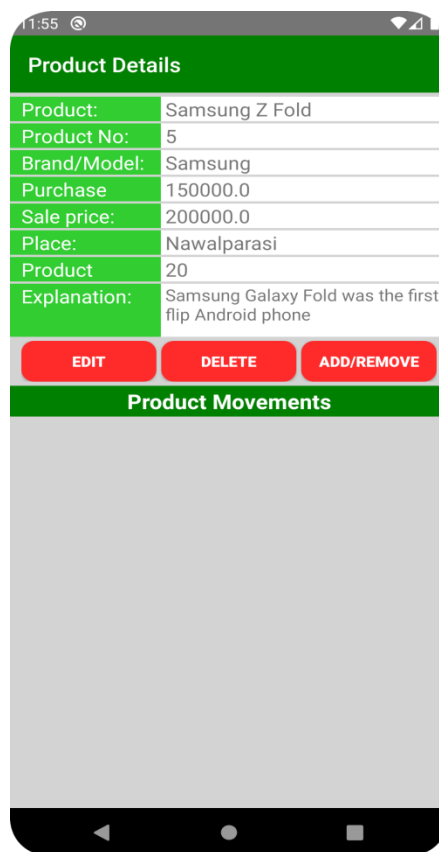 11:55
Product Details
Product: Samsung Z Fold
Product No: 5
Brand/Model: Samsung
Purchase 150000.0
Sale price: 200000.0
Place: Nawalparasi
Product 20
Explanation: Samsung Galaxy Fold was the first
flip Android phone
EDIT DELETE ADD/REMOVE
Product Movements